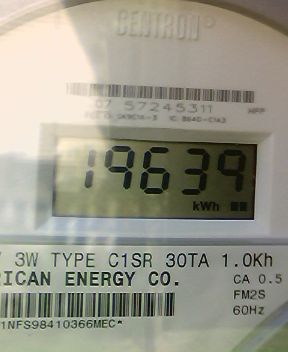 CENTRON®
07 57245311
19639
kWh
3W TYPE C1SR 30TA 1.0Kh
RICAN ENERGY CO.
CA 0.5
FM2S
60Hz
1NFS98410366MEC*